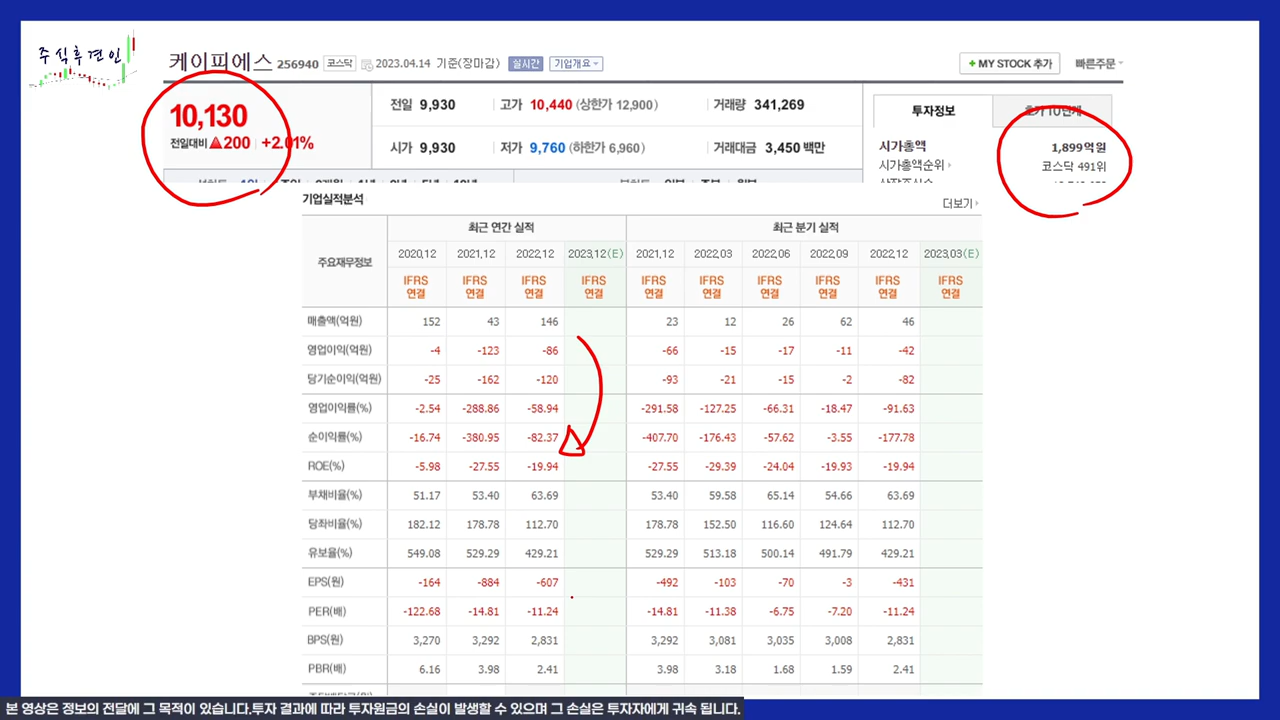 주식후견인
케이피에스 256940 코스닥 2023.04.14 기준(장마감) 실시간 기업개요
+ MY STOCK 추가 빠른주문
10,130
전일대비 ▲200 +2.01%
전일 9,930 고가 10,440 (상한가 12,900) 거래량 341,269
시가 9,930 저가 9,760 (하한가 6,960) 거래대금 3,450 백만
투자정보 호가 10단계
시가총액 1,899억원
시가총액순위 코스닥 491위
기업실적분석 더보기
주요재무정보 최근 연간 실적 최근 분기 실적
2020.12 2021.12 2022.12 2023.12(E) 2021.12 2022.03 2022.06 2022.09 2022.12 2023.03(E)
IFRS IFRS IFRS IFRS IFRS IFRS IFRS IFRS IFRS IFRS
연결 연결 연결 연결 연결 연결 연결 연결 연결 연결
매출액(억원) 152 43 146 23 12 26 62 46
영업이익(억원) -4 -123 -86 -66 -15 -17 -11 -42
당기순이익(억원) -25 -162 -120 -93 -21 -15 -2 -82
영업이익률(%) -2.54 -288.86 -58.94 -291.58 -127.25 -66.31 -18.47 -91.63
순이익률(%) -16.74 -380.95 -82.37 -407.70 -176.43 -57.62 -3.55 -177.78
ROE(%) -5.98 -27.55 -19.94 -27.55 -29.39 -24.04 -19.93 -19.94
부채비율(%) 51.17 53.40 63.69 53.40 59.58 65.14 54.66 63.69
당좌비율(%) 182.12 178.78 112.70 178.78 152.50 116.60 124.64 112.70
유보율(%) 549.08 529.29 429.21 529.29 513.18 500.14 491.79 429.21
EPS(원) -164 -884 -607 -492 -103 -70 -3 -431
PER(배) -122.68 -14.81 -11.24 -14.81 -11.38 -6.75 -7.20 -11.24
BPS(원) 3,270 3,292 2,831 3,292 3,081 3,035 3,008 2,831
PBR(배) 6.16 3.98 2.41 3.98 3.18 1.68 1.59 2.41
본 영상은 정보의 전달에 그 목적이 있습니다.투자 결과에 따라 투자원금의 손실이 발생할 수 있으며 그 손실은 투자자에게 귀속 됩니다.